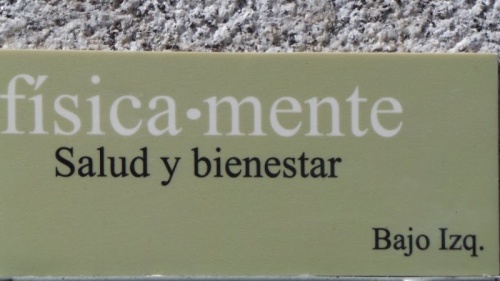 física·mente
Salud y bienestar
Bajo Izq.